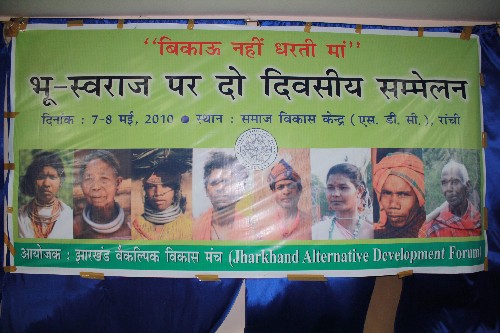 "बिकाऊ नहीं धरती मां"
भू-स्वराज पर दो दिवसीय सम्मेलन
दिनांक : 7-8 मई, 2010 ● स्थान : समाज विकास केन्द्र (एस. डी. सी.), रांची
आयोजक : झारखंड वैकल्पिक विकास मंच (Jharkhand Alternative Development Forum)